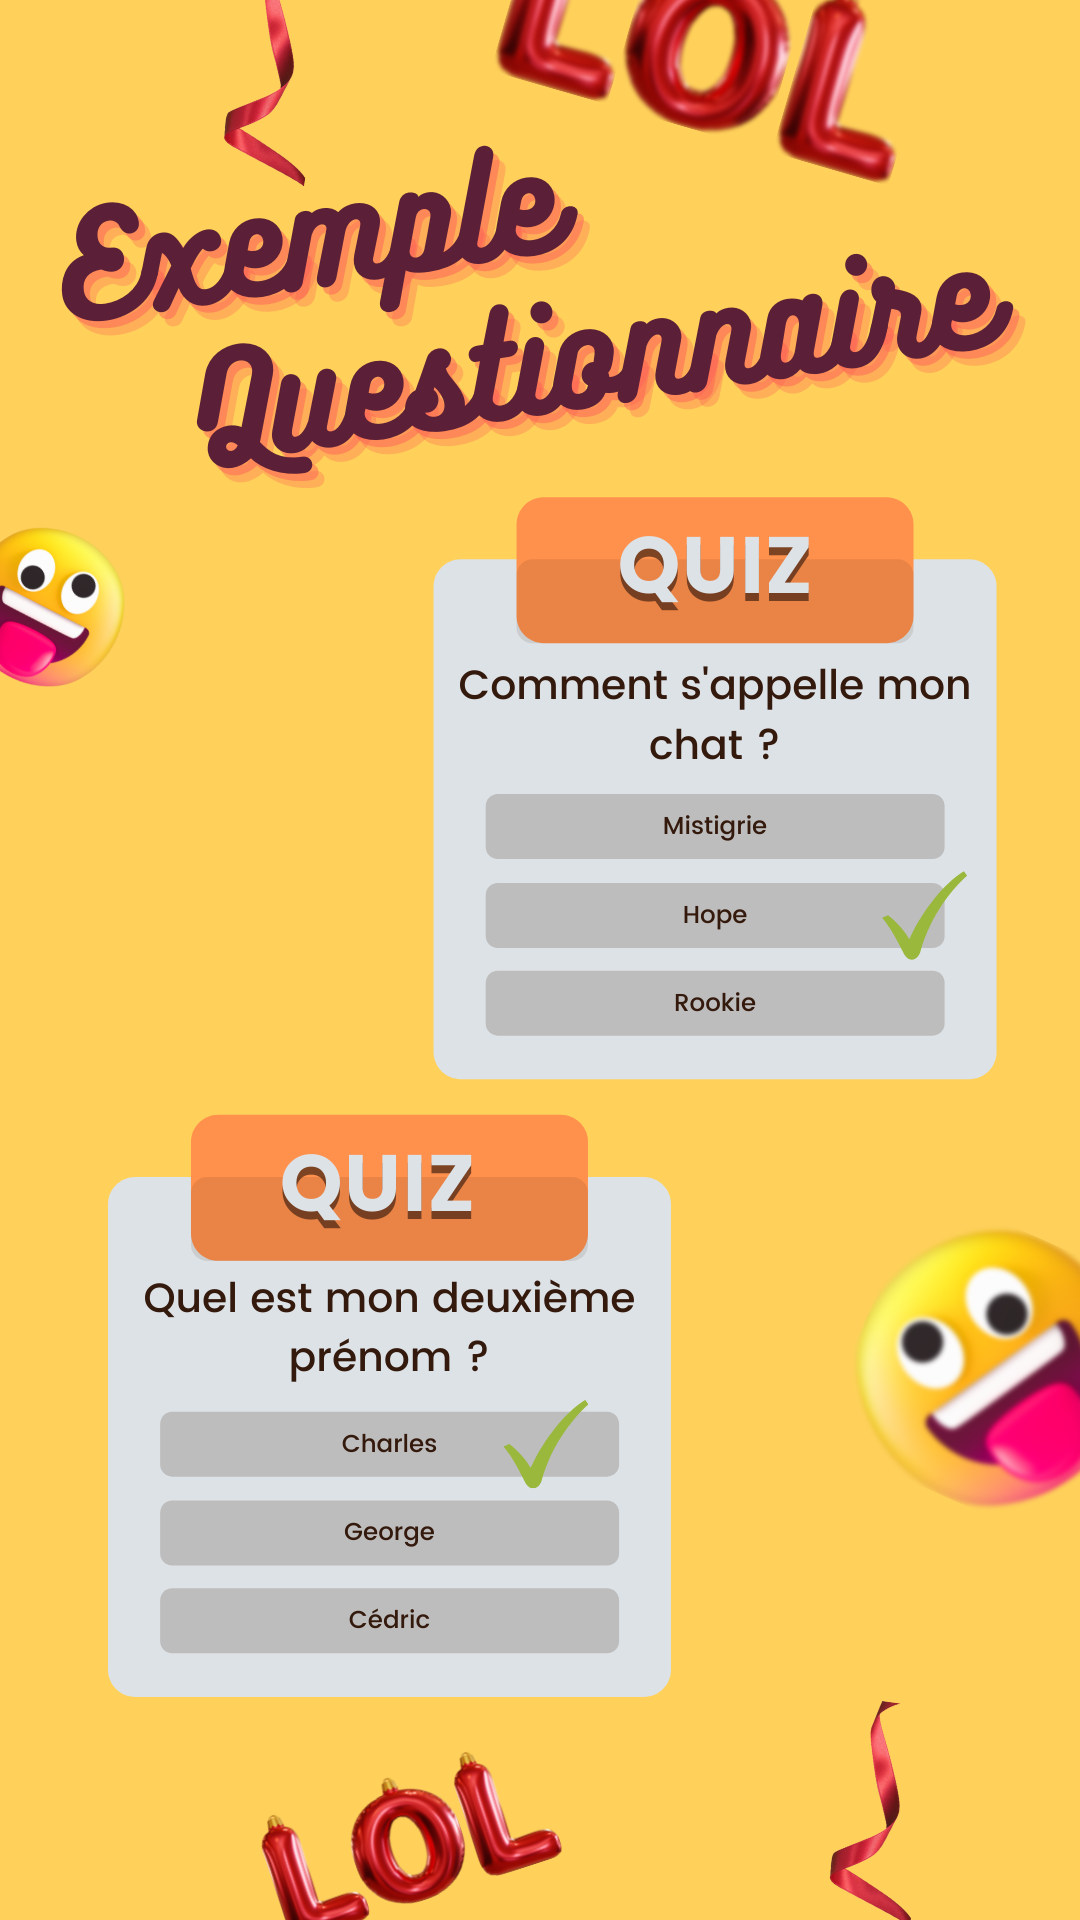 LOL
Exemple
Questionnaire
QUIZ
Comment s'appelle mon
chat ?
Mistigrie
Hope
Rookie
QUIZ
Quel est mon deuxième
prénom ?
Charles
George
Cédric
LOL